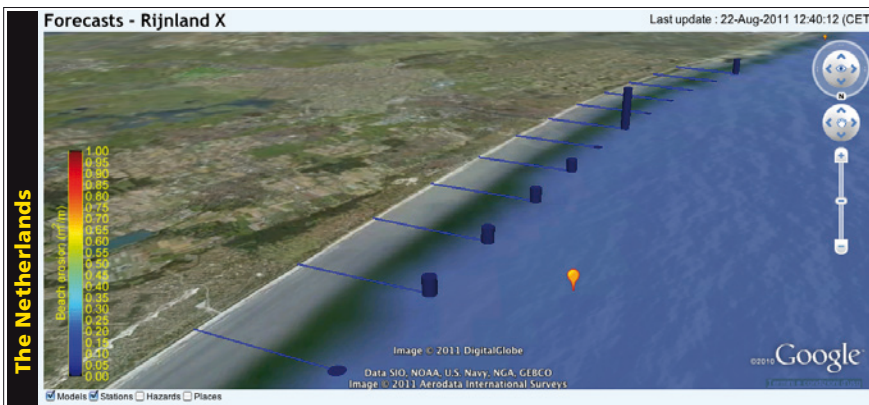 Forecasts - Rijnland X
Last update : 22-Aug-2011 12:40:12 (CET
The Netherlands
Beach erosion (m³/m)
1.00
0.95
0.90
0.85
0.80
0.75
0.70
0.65
0.60
0.55
0.50
0.45
0.40
0.35
0.30
0.25
0.20
0.15
0.10
0.05
0.00
N
Image © 2011 DigitalGlobe
Data SIO, NOAA, U.S. Navy, NGA, GEBCO
Image © 2011 Aerodata International Surveys
©2010 Google
Models Stations Hazards Places